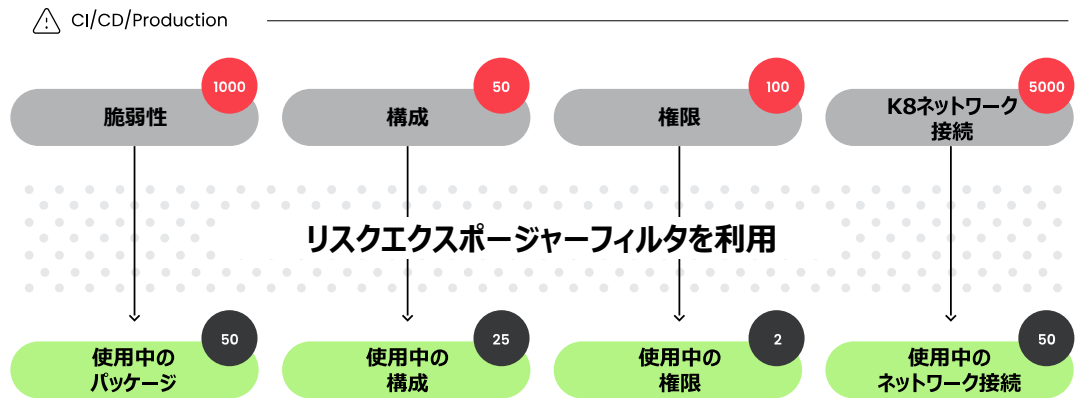 CI/CD/Production
1000
脆弱性
50
構成
100
権限
5000
K8ネットワーク
接続
リスクエクスポージャーフィルタを利用
50
使用中の
パッケージ
25
使用中の
構成
2
使用中の
権限
50
使用中の
ネットワーク接続